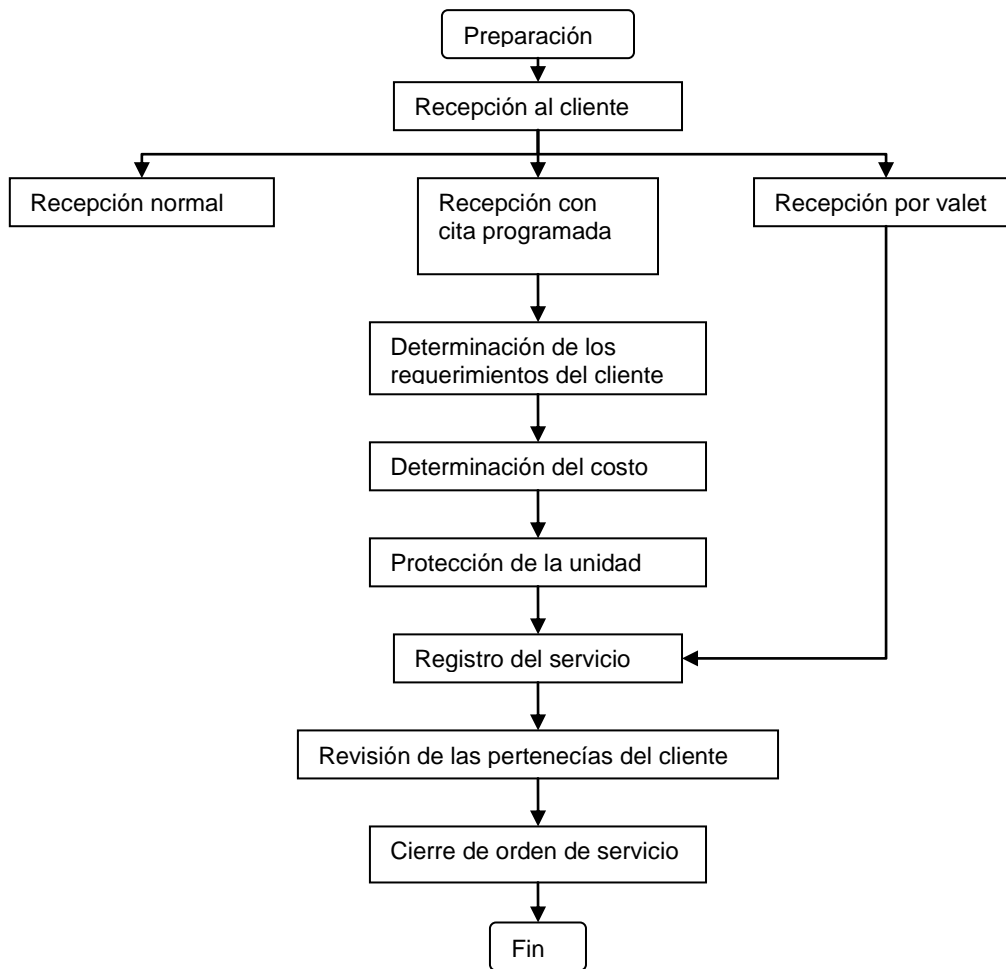 Preparación
Recepción al cliente
Recepción normal
Recepción con
cita programada
Recepción por valet
Determinación de los
requerimientos del cliente
Determinación del costo
Protección de la unidad
Registro del servicio
Revisión de las pertenecías del cliente
Cierre de orden de servicio
Fin